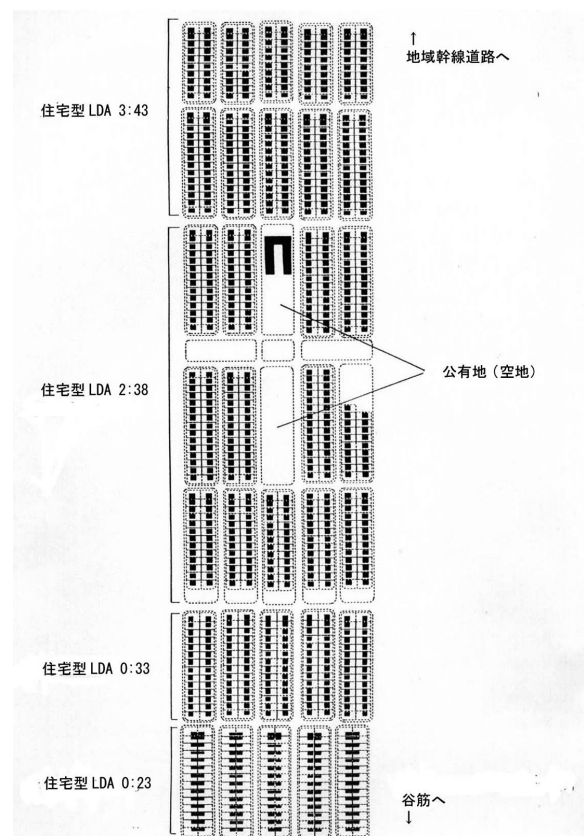 ↑
地域幹線道路へ
住宅型 LDA 3:43
公有地（空地）
住宅型 LDA 2:38
住宅型 LDA 0:33
住宅型 LDA 0:23
谷筋へ
↓